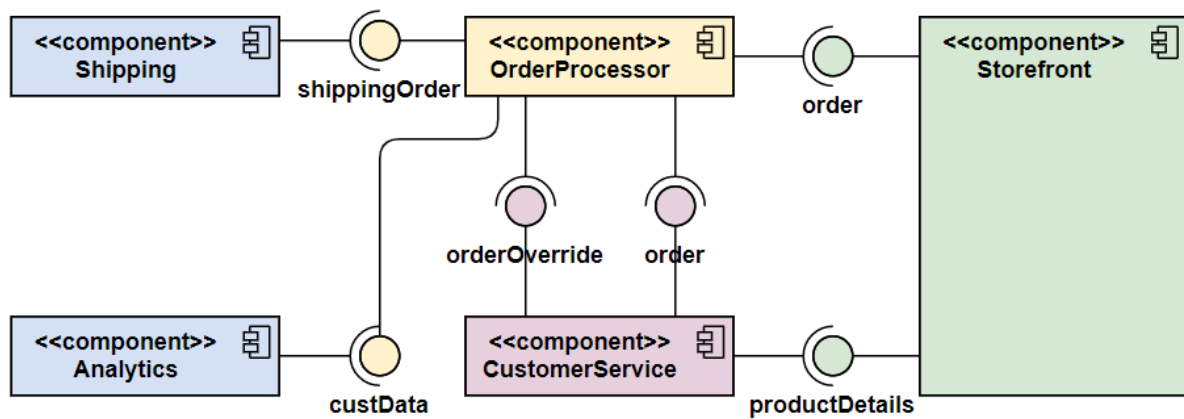 <<component>>
Shipping
shippingOrder
<<component>>
OrderProcessor
order
<<component>>
Storefront
orderOverride
order
<<component>>
Analytics
custData
<<component>>
CustomerService
productDetails